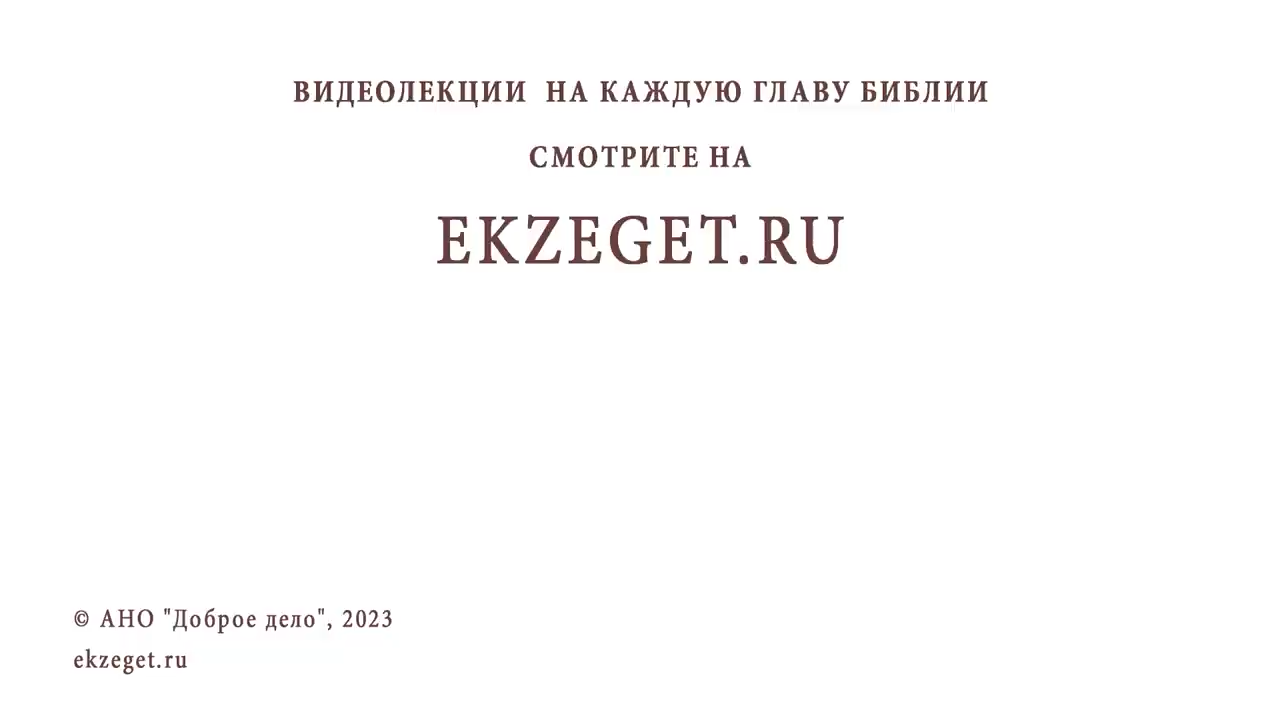 ВИДЕОЛЕКЦИИ НА КАЖДУЮ ГЛАВУ БИБЛИИ
СМОТРИТЕ НА
EKZEGET.RU
© АНО "Доброе дело", 2023
ekzeget.ru